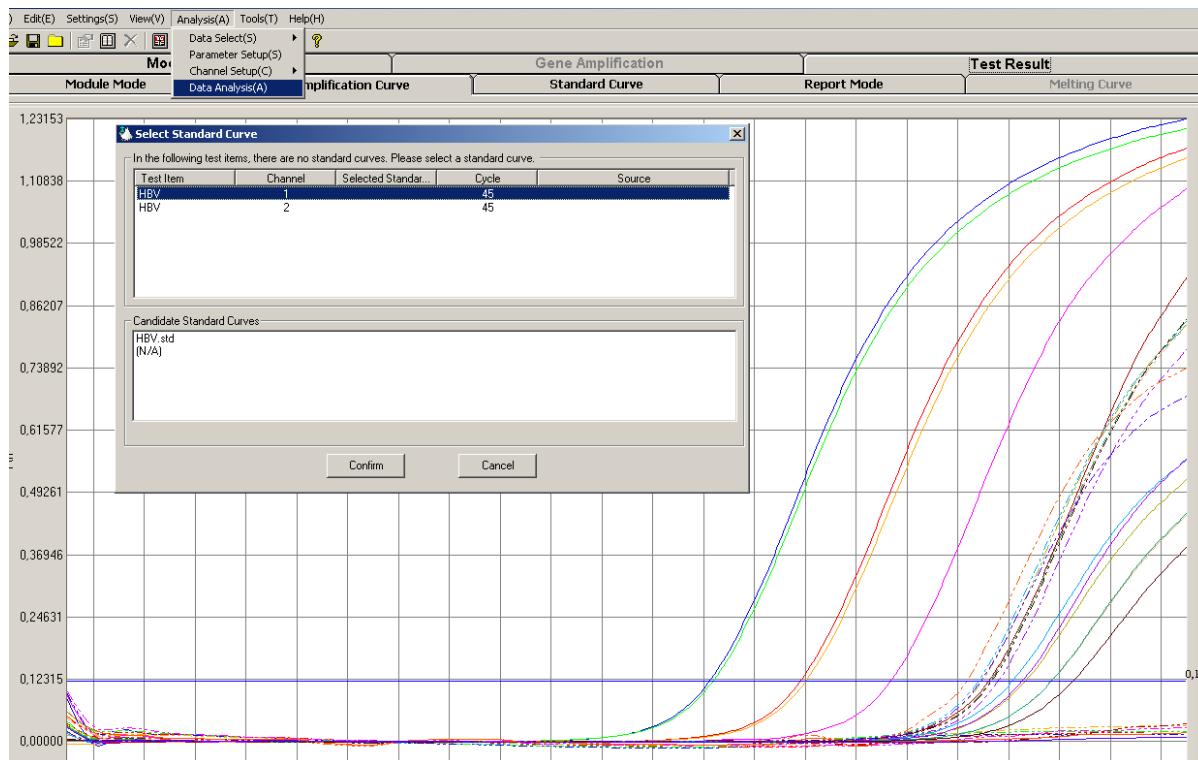 ) Edit(E) Settings(S) View(V) Analysis(A) Tools(T) Help(H)
Data Select(S)
Parameter Setup(S)
Channel Setup(C)
Data Analysis(A)
Gene Amplification Test Result
Module Mode mplification Curve Standard Curve Report Mode Melting Curve
1,23153
Select Standard Curve
In the following test items, there are no standard curves. Please select a standard curve.
Test Item Channel Selected Standar... Cycle Source
HBV 1 45
HBV 2 45
1,10838
0,98522
0,86207
Candidate Standard Curves
HBV.std
(N/A)
0,73892
0,61577
Confirm Cancel
0,49261
0,36946
0,24631
0,12315
0,1
0,00000